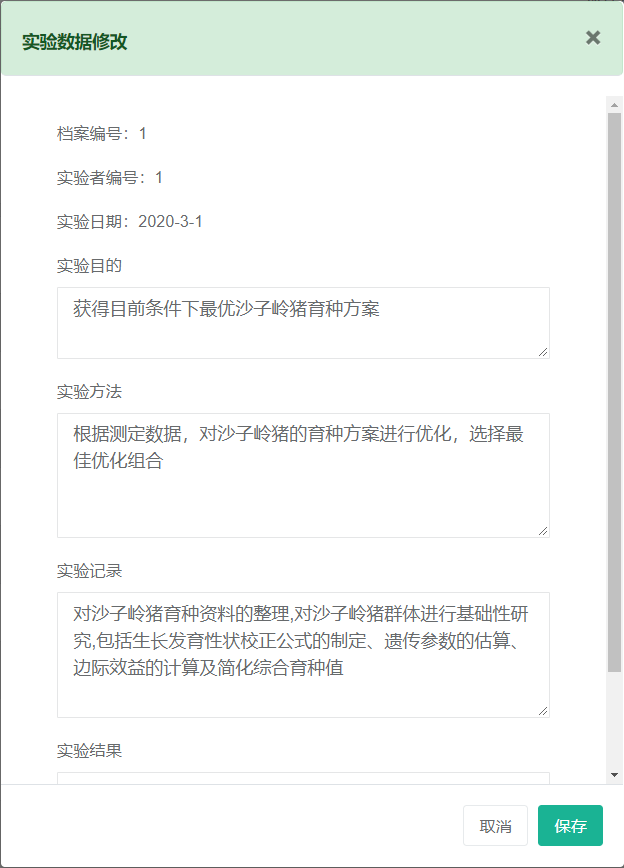 实验数据修改
档案编号：1
实验者编号：1
实验日期：2020-3-1
实验目的
获得目前条件下最优沙子岭猪育种方案
实验方法
根据测定数据，对沙子岭猪的育种方案进行优化，选择最
佳优化组合
实验记录
对沙子岭猪育种资料的整理,对沙子岭猪群体进行基础性研
究,包括生长发育性状校正公式的制定、遗传参数的估算、
边际效益的计算及简化综合育种值
实验结果
取消
保存